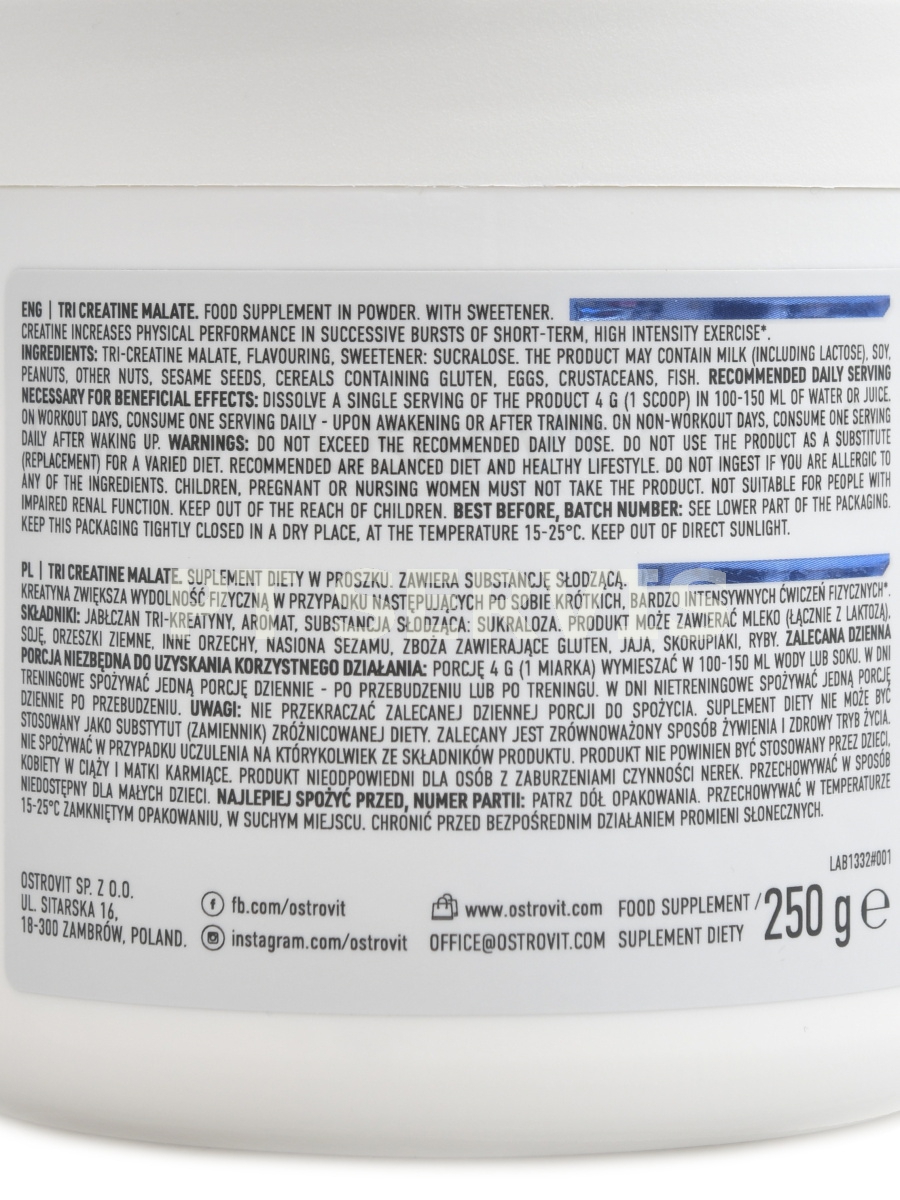 ENG | TRI CREATINE MALATE. FOOD SUPPLEMENT IN POWDER. WITH SWEETENER.
CREATINE INCREASES PHYSICAL PERFORMANCE IN SUCCESSIVE BURSTS OF SHORT-TERM, HIGH INTENSITY EXERCISE*.
INGREDIENTS: TRI-CREATINE MALATE, FLAVOURING, SWEETENER: SUCRALOSE. THE PRODUCT MAY CONTAIN MILK (INCLUDING LACTOSE), SOY,
PEANUTS, OTHER NUTS, SESAME SEEDS, CEREALS CONTAINING GLUTEN, EGGS, CRUSTACEANS, FISH. RECOMMENDED DAILY SERVING
NECESSARY FOR BENEFICIAL EFFECTS: DISSOLVE A SINGLE SERVING OF THE PRODUCT 4 G (1 SCOOP) IN 100-150 ML OF WATER OR JUICE.
ON WORKOUT DAYS, CONSUME ONE SERVING DAILY - UPON AWAKENING OR AFTER TRAINING. ON NON-WORKOUT DAYS, CONSUME ONE SERVING
DAILY AFTER WAKING UP. WARNINGS: DO NOT EXCEED THE RECOMMENDED DAILY DOSE. DO NOT USE THE PRODUCT AS A SUBSTITUTE
(REPLACEMENT) FOR A VARIED DIET. RECOMMENDED ARE BALANCED DIET AND HEALTHY LIFESTYLE. DO NOT INGEST IF YOU ARE ALLERGIC TO
ANY OF THE INGREDIENTS. CHILDREN, PREGNANT OR NURSING WOMEN MUST NOT TAKE THE PRODUCT. NOT SUITABLE FOR PEOPLE WITH
IMPAIRED RENAL FUNCTION. KEEP OUT OF THE REACH OF CHILDREN. BEST BEFORE, BATCH NUMBER: SEE LOWER PART OF THE PACKAGING.
KEEP THIS PACKAGING TIGHTLY CLOSED IN A DRY PLACE, AT THE TEMPERATURE 15-25°C. KEEP OUT OF DIRECT SUNLIGHT.
PL | TRI CREATINE MALATE. SUPLEMENT DIETY W PROSZKU. ZAWIERA SUBSTANCJĘ SŁODZĄCĄ.
KREATYNA ZWIĘKSZA WYDOLNOŚĆ FIZYCZNĄ W PRZYPADKU NASTĘPUJĄCYCH PO SOBIE KRÓTKICH, BARDZO INTENSYWNYCH ĆWICZEŃ FIZYCZNYCH*.
SKŁADNIKI: JABŁCZAN TRI-KREATYNY, AROMAT, SUBSTANCJA SŁODZĄCA: SUKRALOZA. PRODUKT MOŻE ZAWIERAĆ MLEKO (ŁĄCZNIE Z LAKTOZĄ),
SOJĘ, ORZESZKI ZIEMNE, INNE ORZECHY, NASIONA SEZAMU, ZBOŻA ZAWIERAJĄCE GLUTEN, JAJA, SKORUPIAKI, RYBY. ZALECANA DZIENNA
PORCJA NIEZBĘDNA DO UZYSKANIA KORZYSTNEGO DZIAŁANIA: PORCJĘ 4 G (1 MIARKA) WYMIESZAĆ W 100-150 ML WODY LUB SOKU. W DNI
TRENINGOWE SPOŻYWAĆ JEDNĄ PORCJĘ DZIENNIE - PO PRZEBUDZENIU LUB PO TRENINGU. W DNI NIETRENINGOWE SPOŻYWAĆ JEDNĄ PORCJĘ
DZIENNIE PO PRZEBUDZENIU. UWAGI: NIE PRZEKRACZAĆ ZALECANEJ DZIENNEJ PORCJI DO SPOŻYCIA. SUPLEMENT DIETY NIE MOŻE BYĆ
STOSOWANY JAKO SUBSTYTUT (ZAMIENNIK) ZRÓŻNICOWANEJ DIETY. ZALECANY JEST ZRÓWNOWAŻONY SPOSÓB ŻYWIENIA I ZDROWY TRYB ŻYCIA.
NIE SPOŻYWAĆ W PRZYPADKU UCZULENIA NA KTÓRYKOLWIEK ZE SKŁADNIKÓW PRODUKTU. PRODUKT NIE POWINIEN BYĆ STOSOWANY PRZEZ DZIECI,
KOBIETY W CIĄŻY I MATKI KARMIĄCE. PRODUKT NIEODPOWIEDNI DLA OSÓB Z ZABURZENIAMI CZYNNOŚCI NEREK. PRZECHOWYWAĆ W SPOSÓB
NIEDOSTĘPNY DLA MAŁYCH DZIECI. NAJLEPIEJ SPOŻYĆ PRZED, NUMER PARTII: PATRZ DÓŁ OPAKOWANIA. PRZECHOWYWAĆ W TEMPERATURZE
15-25°C ZAMKNIĘTYM OPAKOWANIU, W SUCHYM MIEJSCU. CHRONIĆ PRZED BEZPOŚREDNIM DZIAŁANIEM PROMIENI SŁONECZNYCH.
LAB1332#001
OSTROVIT SP. Z O.O.
UL. SITARSKA 16,
18-300 ZAMBRÓW, POLAND.
fb.com/ostrovit
instagram.com/ostrovit
www.ostrovit.com
OFFICE@OSTROVIT.COM
FOOD SUPPLEMENT /
SUPLEMENT DIETY
250 g ℮